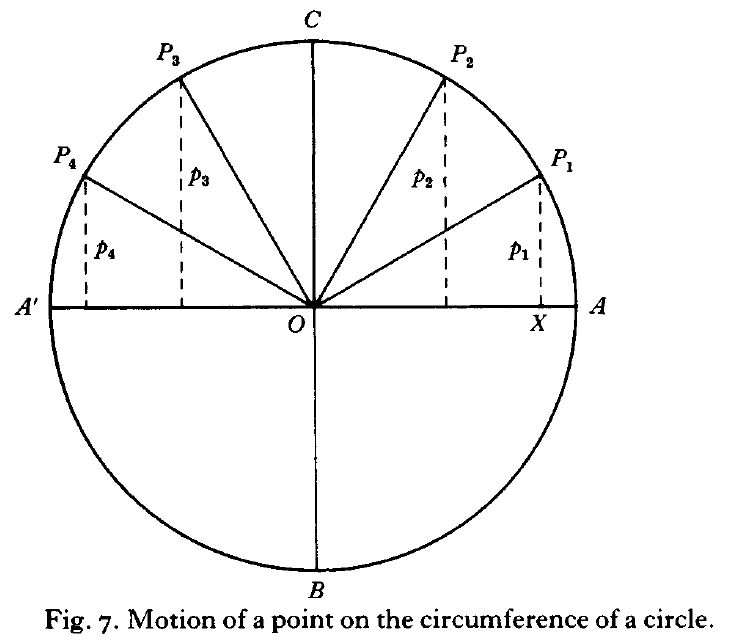 C
P₃ P₂
P₄ P₁
p₃ p₂
p₄ p₁
A′ O X A
B
Fig. 7. Motion of a point on the circumference of a circle.